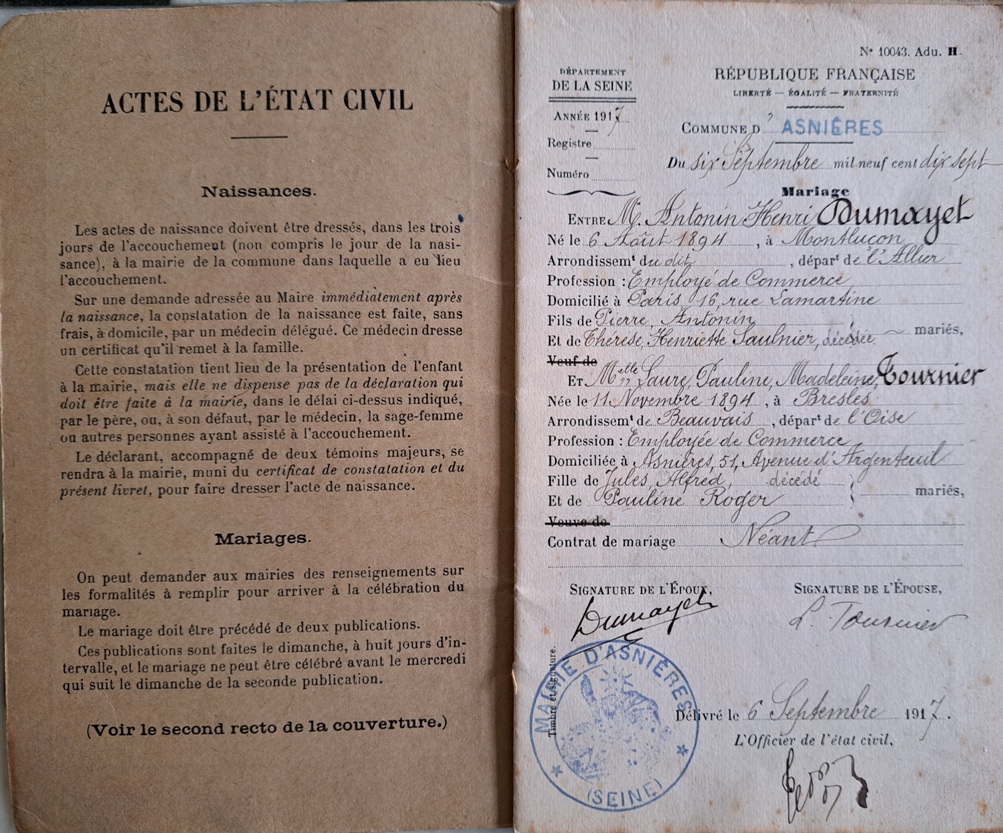 ACTES DE L'ÉTAT CIVIL
Naissances.
Les actes de naissance doivent être dressés, dans les trois
jours de l'accouchement (non compris le jour de la nais-
sance), à la mairie de la commune dans laquelle a eu lieu
l'accouchement.
Sur une demande adressée au Maire immédiatement après
la naissance, la constatation de la naissance est faite, sans
frais, à domicile, par un médecin délégué. Ce médecin dresse
un certificat qu'il remet à la famille.
Cette constatation tient lieu de la présentation de l'enfant
à la mairie, mais elle ne dispense pas de la déclaration qui
doit être faite à la mairie, dans le délai ci-dessus indiqué,
par le père, ou, à son défaut, par le médecin, la sage-femme
ou autres personnes ayant assisté à l'accouchement.
Le déclarant, accompagné de deux témoins majeurs, se
rendra à la mairie, muni du certificat de constatation et du
présent livret, pour faire dresser l'acte de naissance.
Mariages.
On peut demander aux mairies des renseignements sur
les formalités à remplir pour arriver à la célébration du
mariage.
Le mariage doit être précédé de deux publications.
Ces publications sont faites le dimanche, à huit jours d'in-
tervalle, et le mariage ne peut être célébré avant le mercredi
qui suit le dimanche de la seconde publication.
(Voir le second recto de la couverture.)
N° 10043. Adu. H.
DÉPARTEMENT
DE LA SEINE
ANNÉE 1917
Registre
Numéro
RÉPUBLIQUE FRANÇAISE
LIBERTÉ — ÉGALITÉ — FRATERNITÉ
COMMUNE D' ASNIÈRES
Du six Septembre mil neuf cent dix sept
Mariage
ENTRE M. Antonin Henri Dumayet
Né le 6 Août 1894, à Montluçon
Arrondissemt du dit, départ de l'Allier
Profession : Employé de Commerce
Domicilié à Paris, 16, rue Lamartine
Fils de Pierre, Antonin
Et de Thérèse, Henriette Saulnier, décédée mariés,
Veuf de
ET Melle Laure, Pauline, Madeleine, Tournier
Née le 11 Novembre 1894, à Bresles
Arrondissemt de Beauvais, départ de l'Oise
Profession : Employée de Commerce
Domiciliée à Asnières, 51, Avenue d'Argenteuil
Fille de Jules, Alfred, décédé
Et de Pauline Roger mariés,
Veuve de
Contrat de mariage Néant
SIGNATURE DE L'ÉPOUX, SIGNATURE DE L'ÉPOUSE,
Dumayet L. Tournier
Timbre et signature.
MAIRIE D'ASNIÈRES
(SEINE)
Délivré le 6 Septembre 1917.
L'Officier de l'état civil,